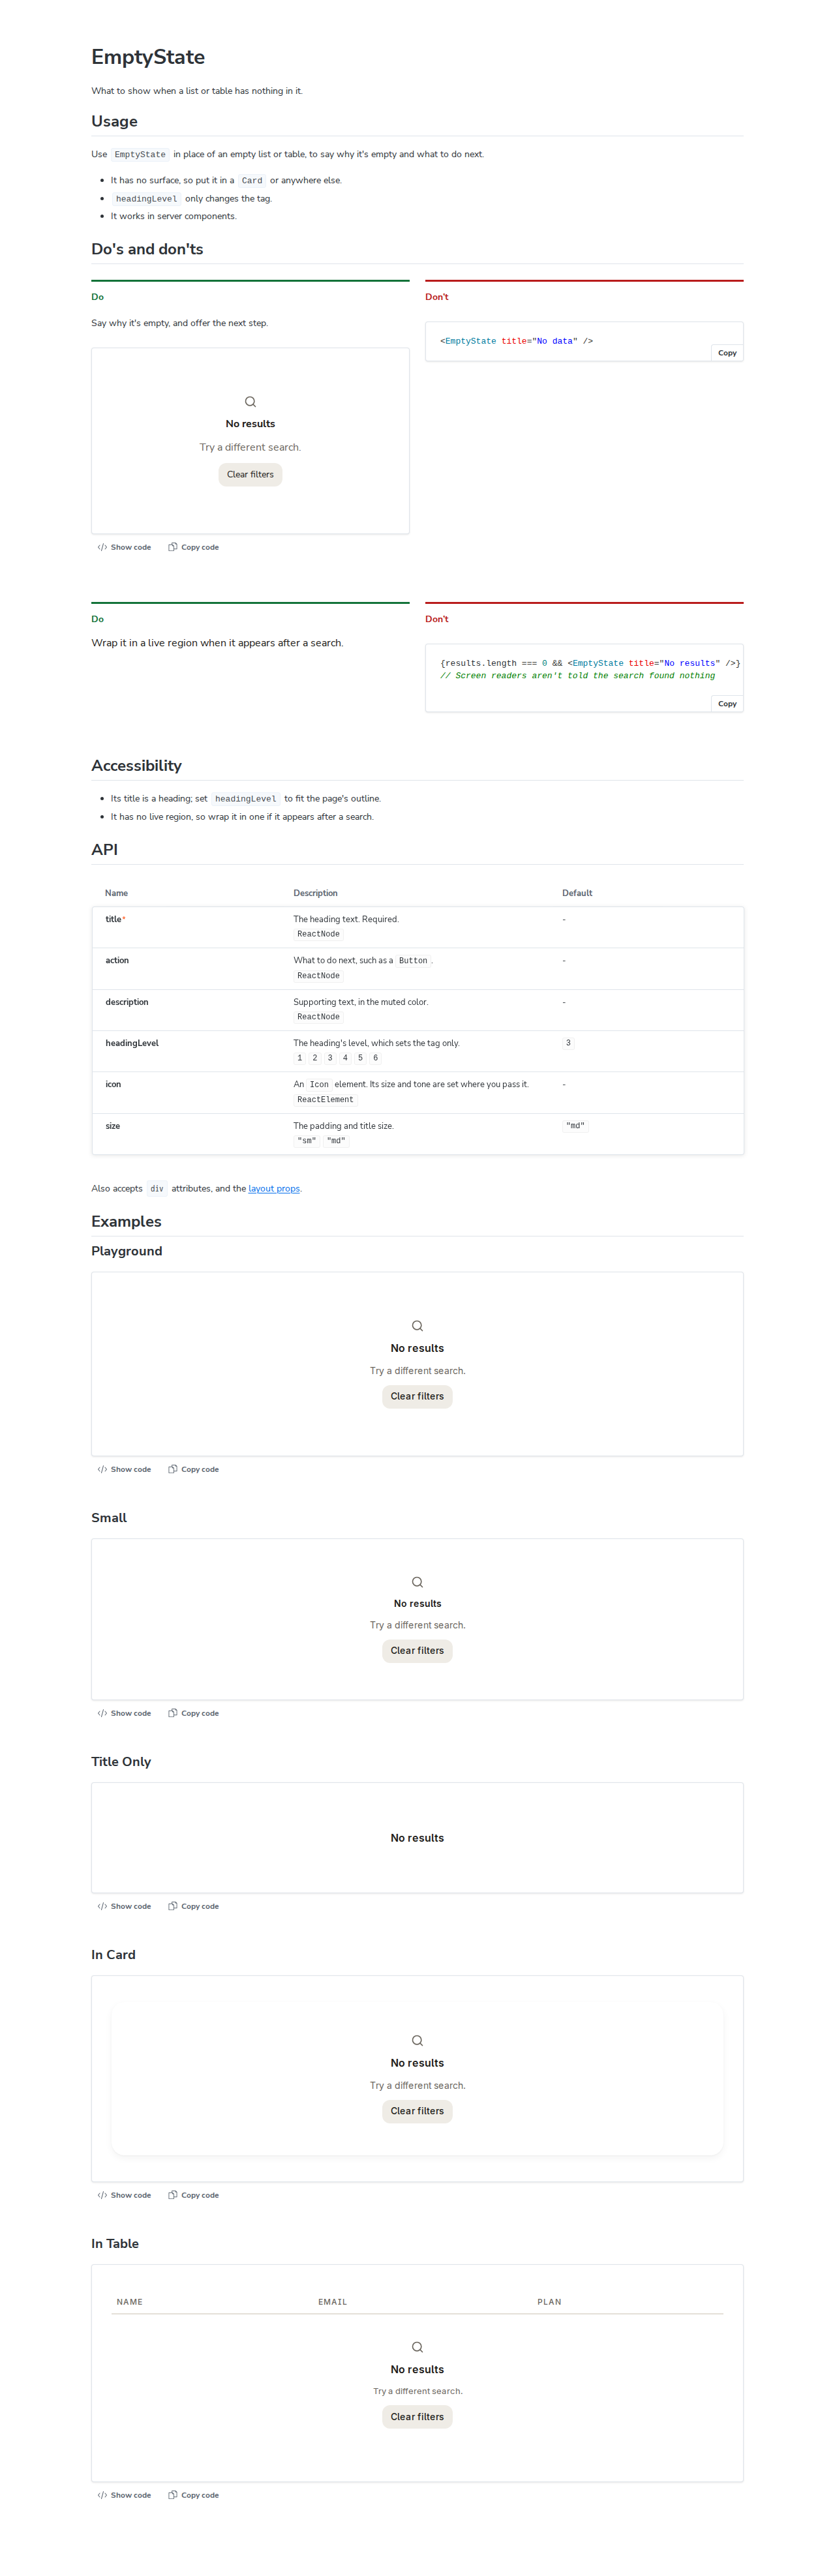 EmptyState
What to show when a list or table has nothing in it.
Usage
Use EmptyState in place of an empty list or table, to say why it's empty and what to do next.
It has no surface, so put it in a Card or anywhere else.
headingLevel only changes the tag.
It works in server components.
Do's and don'ts
Do
Say why it's empty, and offer the next step.
No results
Try a different search.
Clear filters
Show code Copy code
Don't
<EmptyState title="No data" />
Copy
Do
Wrap it in a live region when it appears after a search.
Don't
{results.length === 0 && <EmptyState title="No results" />}
// Screen readers aren't told the search found nothing
Copy
Accessibility
Its title is a heading; set headingLevel to fit the page's outline.
It has no live region, so wrap it in one if it appears after a search.
API
Name Description Default
title* The heading text. Required. -
ReactNode
action What to do next, such as a Button. -
ReactNode
description Supporting text, in the muted color. -
ReactNode
headingLevel The heading's level, which sets the tag only. 3
1 2 3 4 5 6
icon An Icon element. Its size and tone are set where you pass it. -
ReactElement
size The padding and title size. "md"
"sm" "md"
Also accepts div attributes, and the layout props.
Examples
Playground
No results
Try a different search.
Clear filters
Show code Copy code
Small
No results
Try a different search.
Clear filters
Show code Copy code
Title Only
No results
Show code Copy code
In Card
No results
Try a different search.
Clear filters
Show code Copy code
In Table
NAME EMAIL PLAN
No results
Try a different search.
Clear filters
Show code Copy code